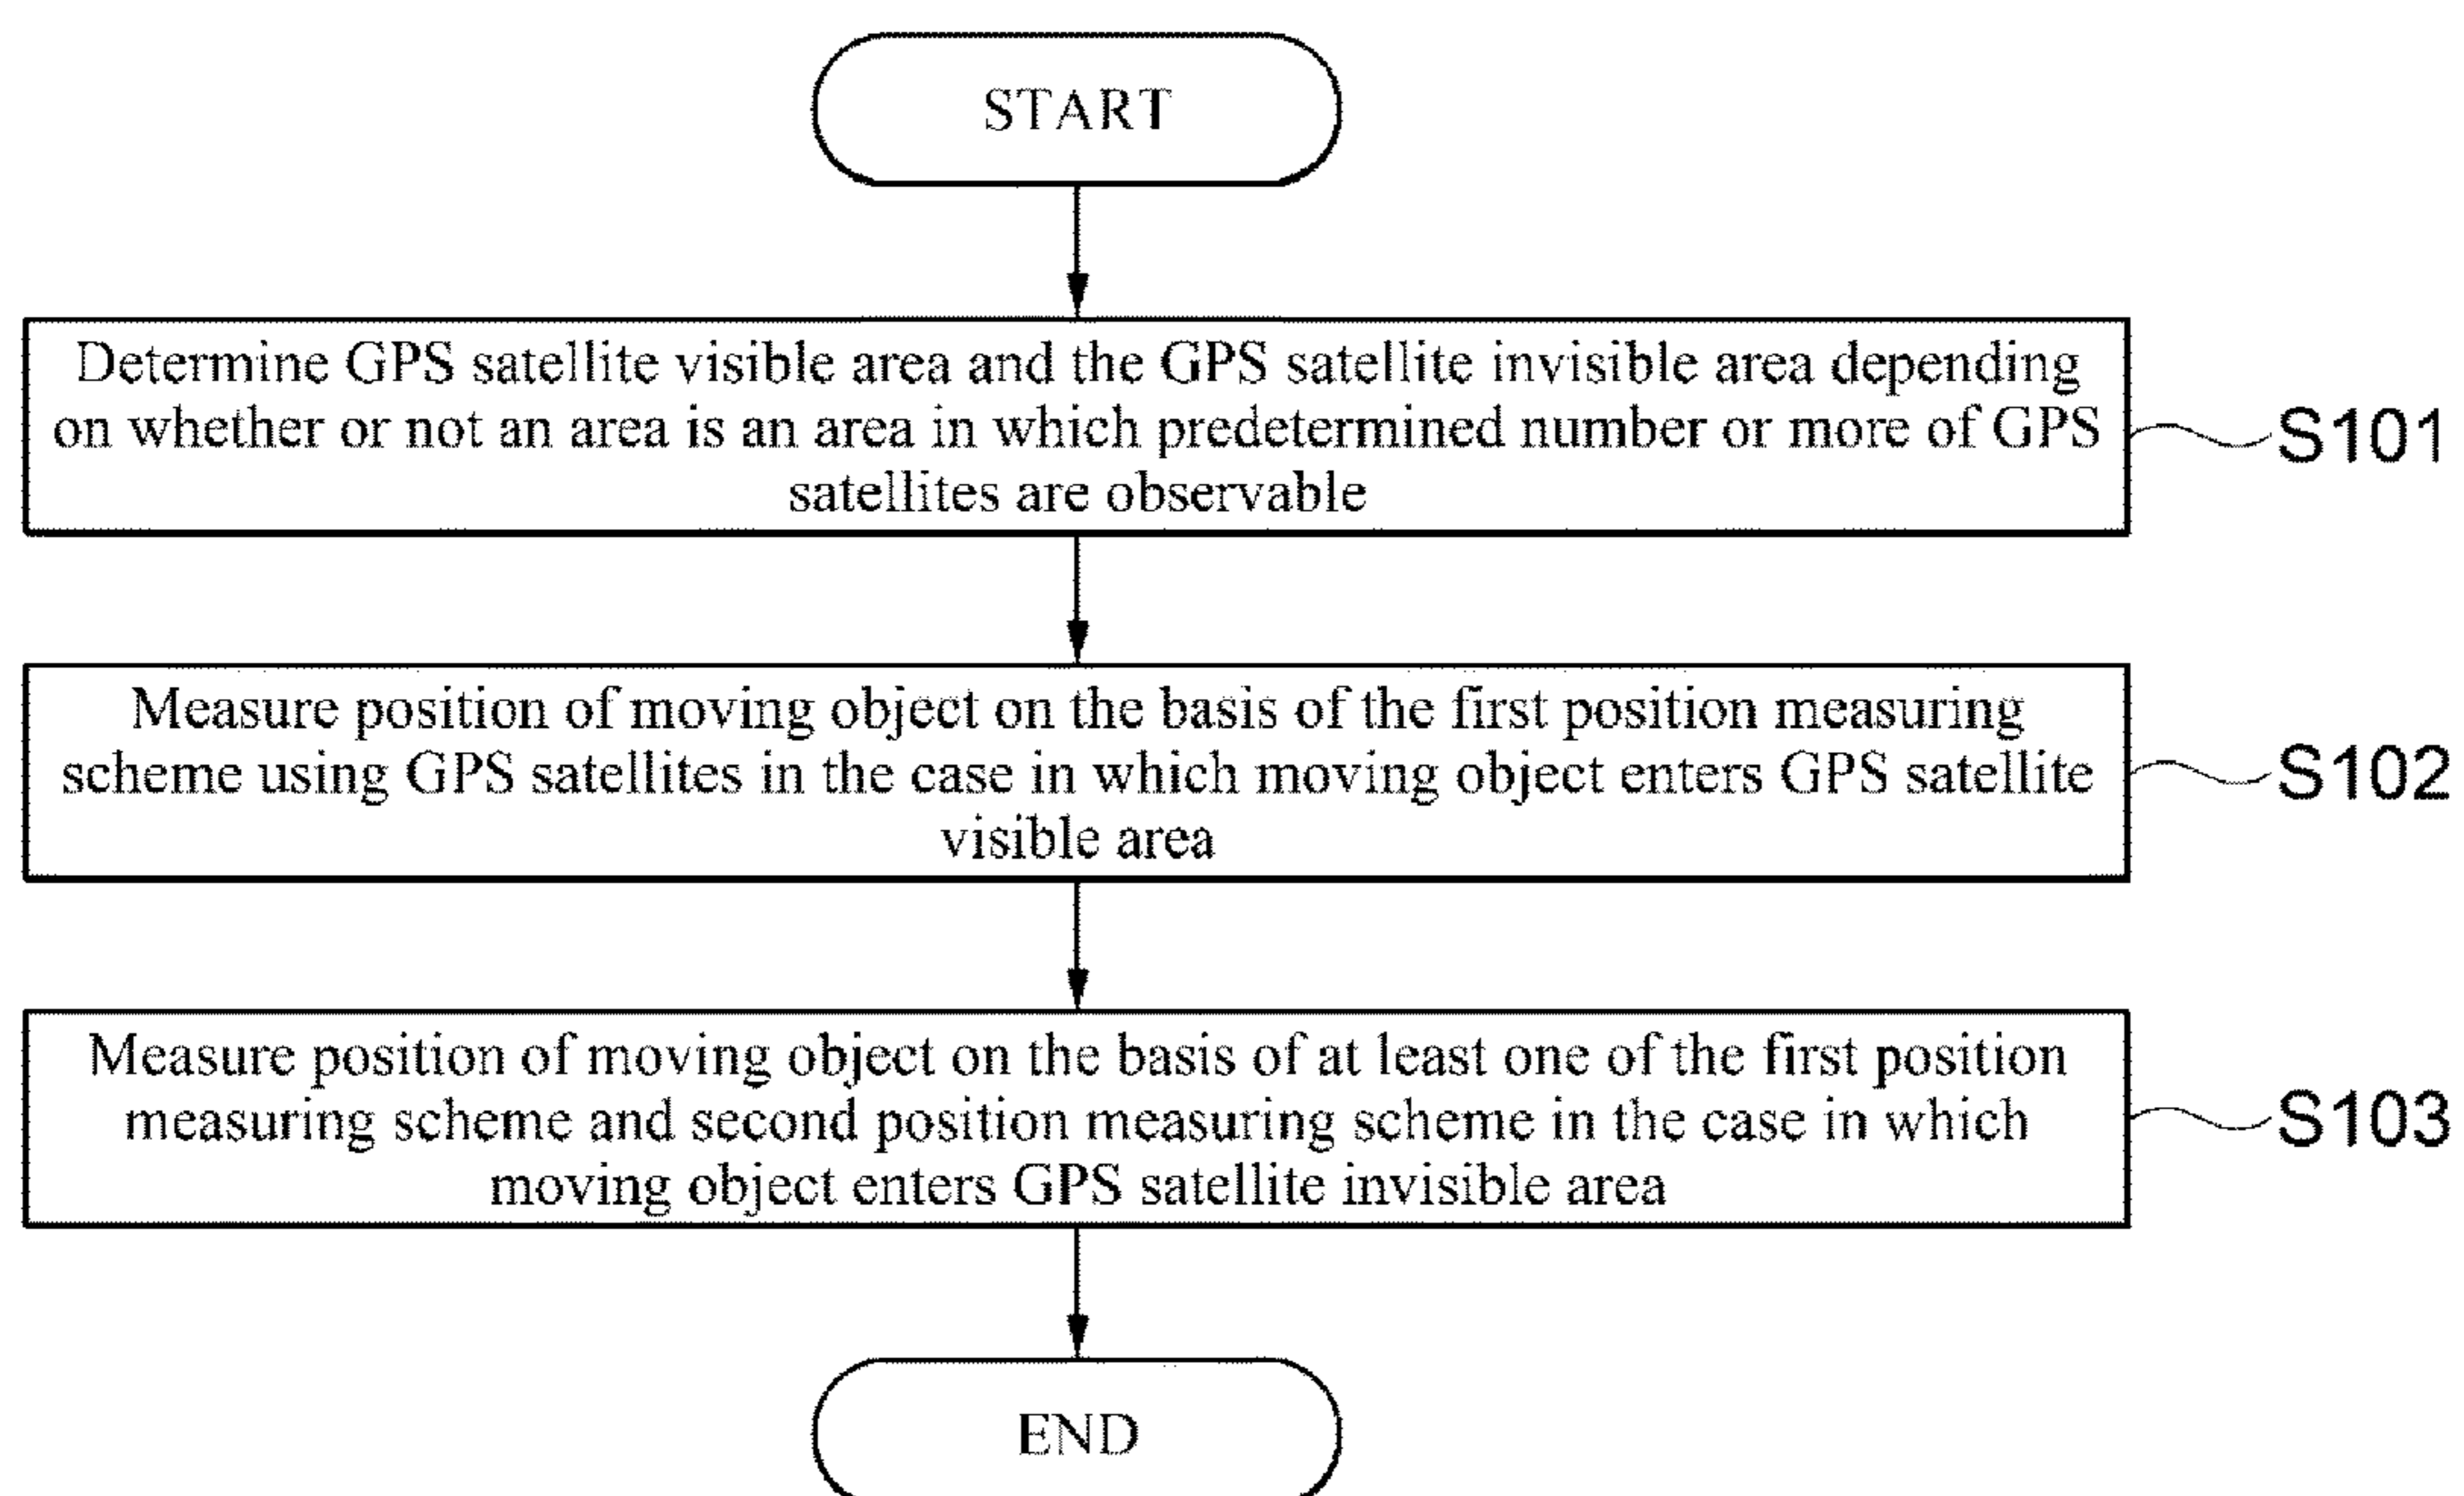 START
Determine GPS satellite visible area and the GPS satellite invisible area depending
on whether or not an area is an area in which predetermined number or more of GPS
satellites are observable
S101
Measure position of moving object on the basis of the first position measuring
scheme using GPS satellites in the case in which moving object enters GPS satellite
visible area
S102
Measure position of moving object on the basis of at least one of the first position
measuring scheme and second position measuring scheme in the case in which
moving object enters GPS satellite invisible area
S103
END